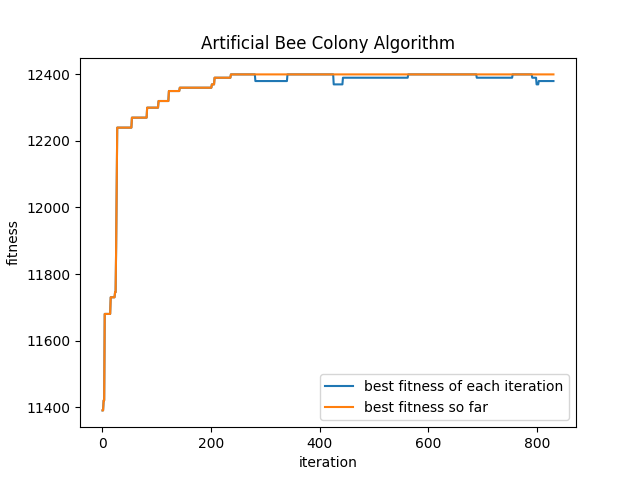 Artificial Bee Colony Algorithm
fitness
12400
12200
12000
11800
11600
11400
best fitness of each iteration
best fitness so far
0 200 400 600 800
iteration